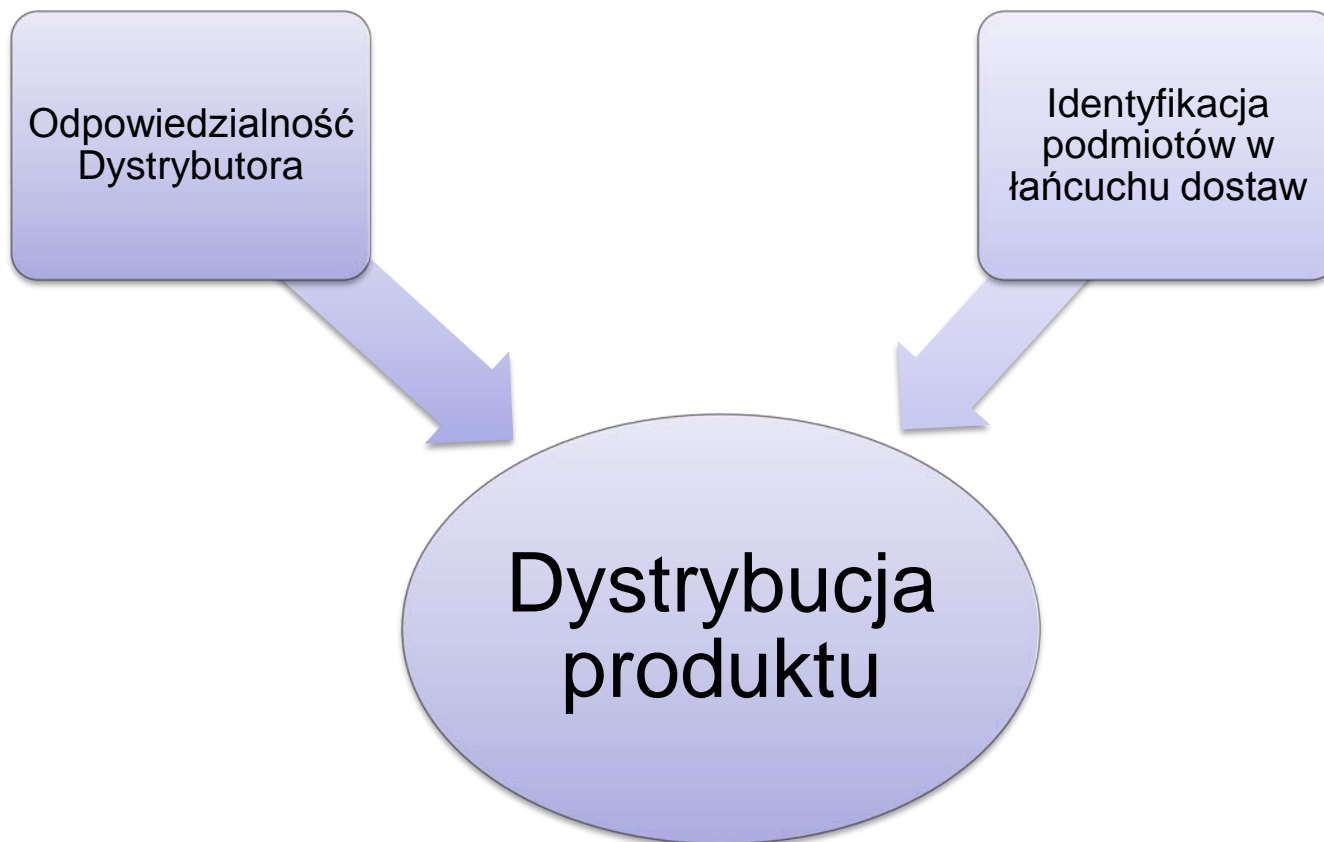 Odpowiedzialność
Dystrybutora
Identyfikacja
podmiotów w
łańcuchu dostaw
Dystrybucja
produktu